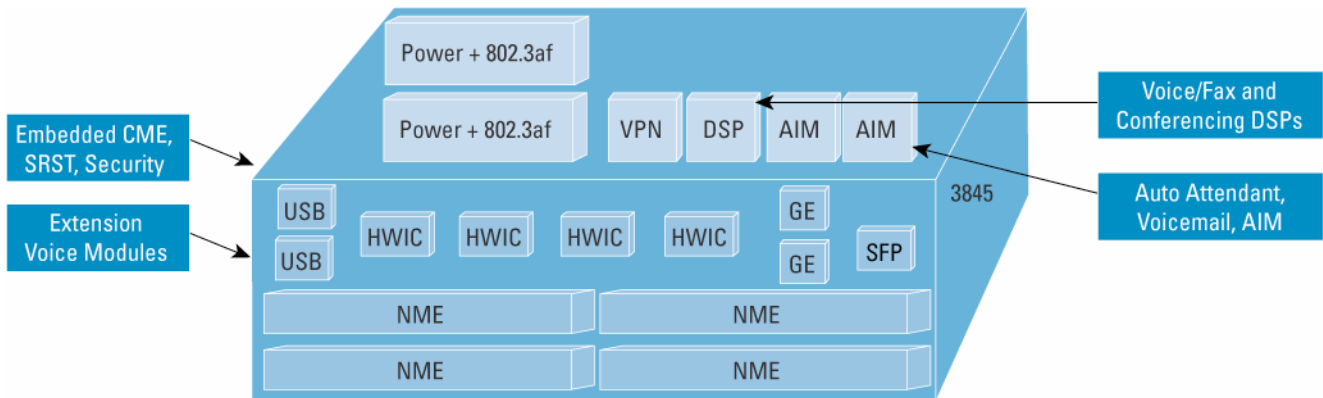 Power + 802.3af
Power + 802.3af
VPN
DSP
AIM
AIM
Voice/Fax and
Conferencing DSPs
Embedded CME,
SRST, Security
Auto Attendant,
Voicemail, AIM
3845
Extension
Voice Modules
USB
USB
HWIC
HWIC
HWIC
HWIC
GE
GE
SFP
NME
NME
NME
NME